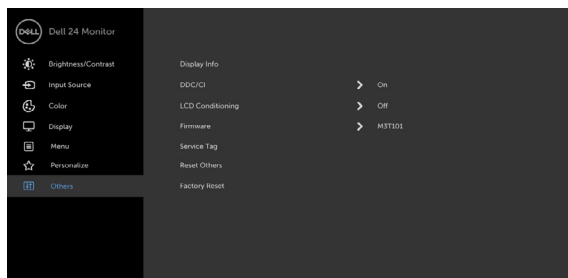 DELL Dell 24 Monitor
Brightness/Contrast
Input Source
Color
Display
Menu
Personalize
Others
Display Info
DDC/CI > On
LCD Conditioning > Off
Firmware > M3T101
Service Tag
Reset Others
Factory Reset